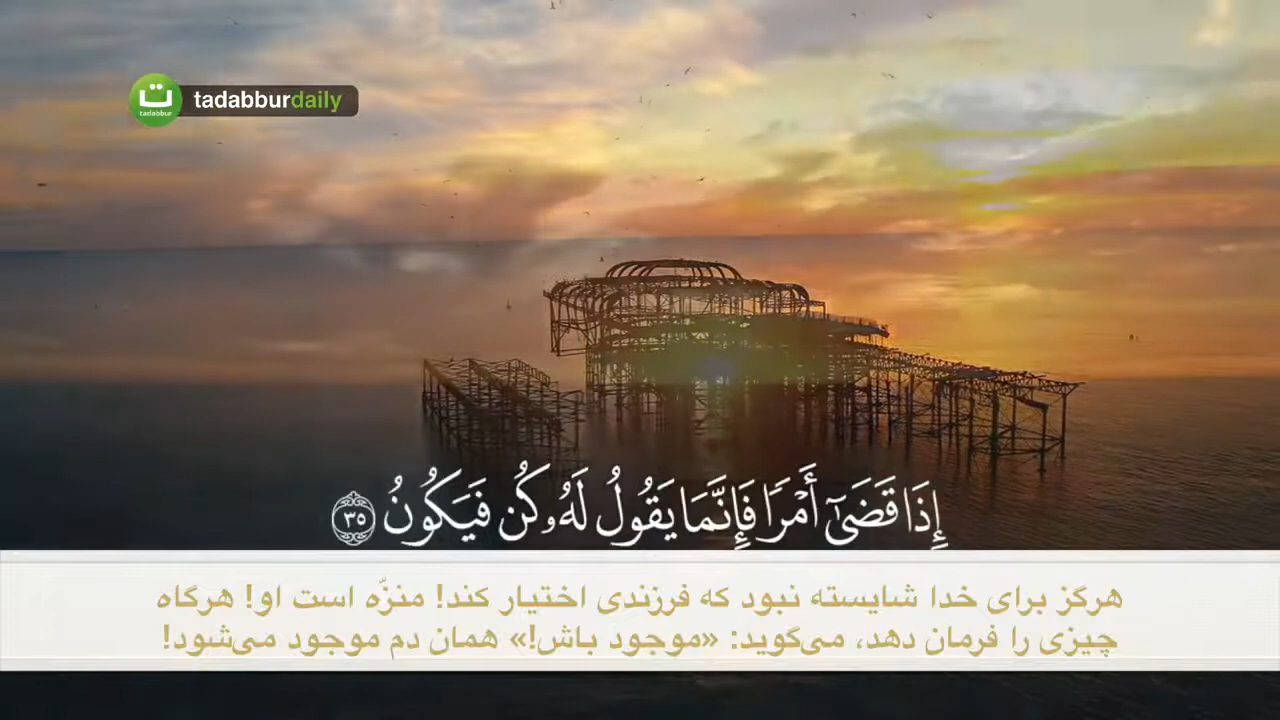 ت
tadabbur
tadabburdaily
إِذَا قَضَىٰٓ أَمْرًا فَإِنَّمَا يَقُولُ لَهُۥ كُن فَيَكُونُ ٣٥
هرگز برای خدا شایسته نبود که فرزندی اختیار کند! منزّه است او! هرگاه
چیزی را فرمان دهد، می‌گوید: «موجود باش!» همان دم موجود می‌شود!